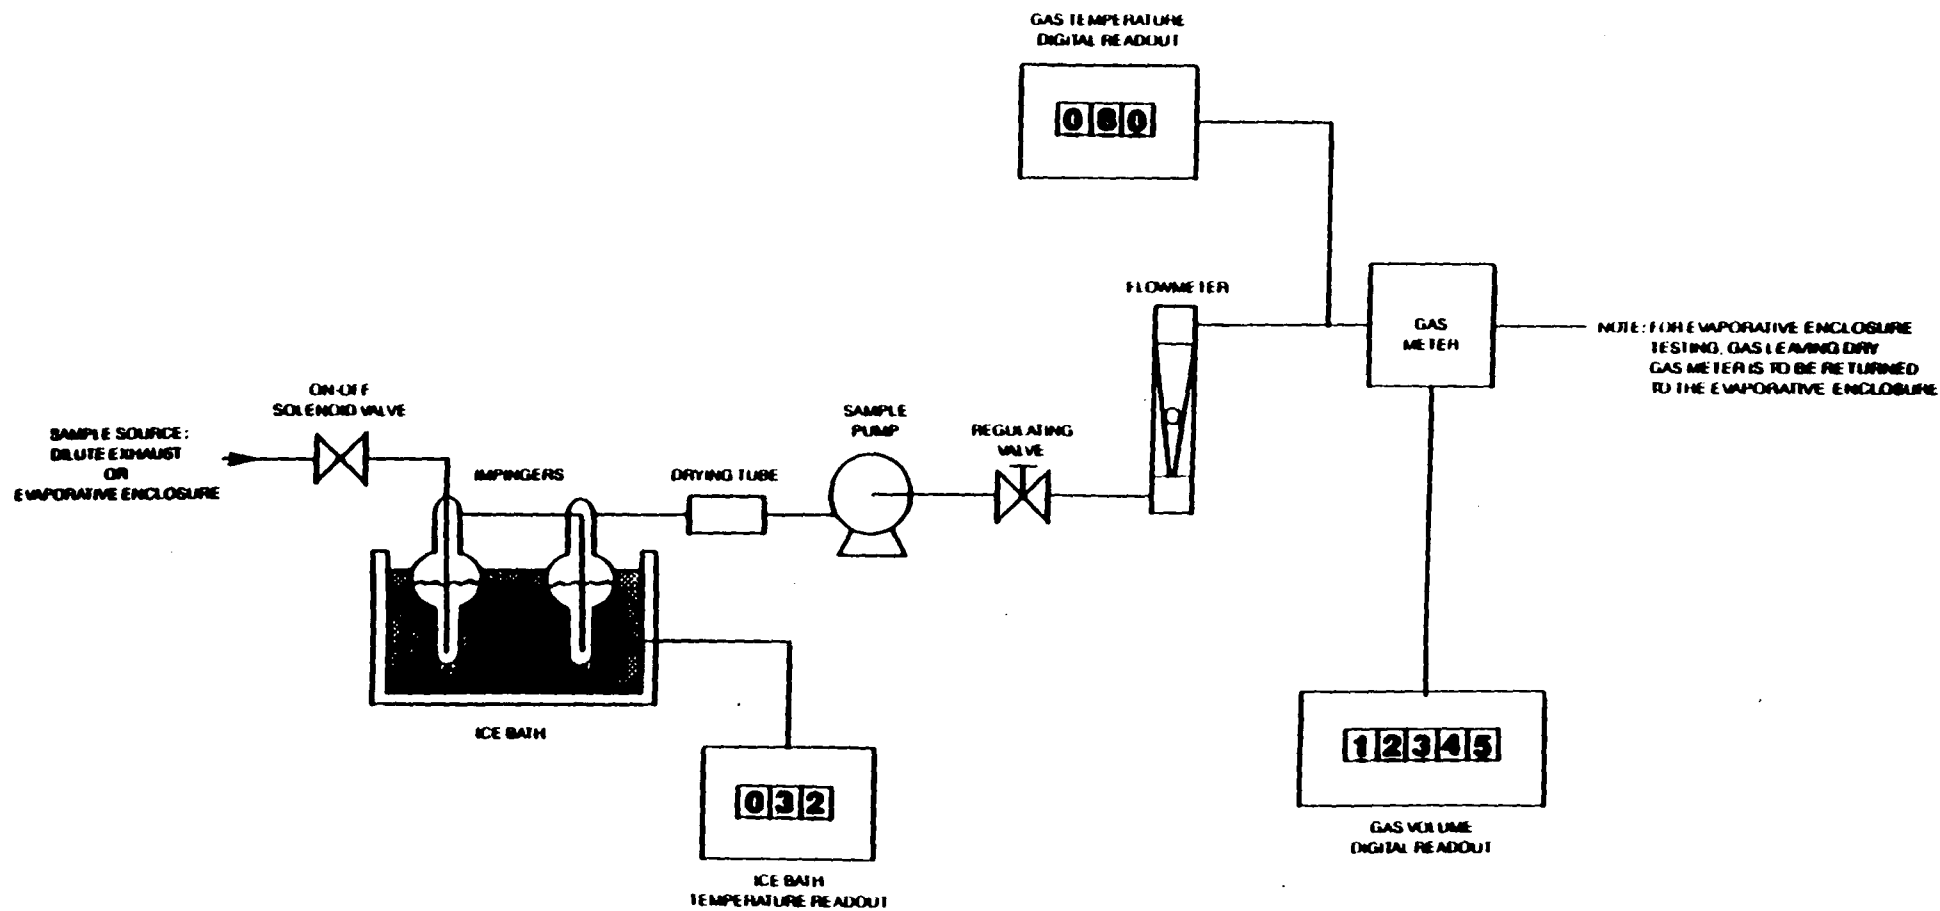 GAS TEMPERATURE
DIGITAL READOUT
080
FLOWMETER
GAS
METER
NOTE: FOR EVAPORATIVE ENCLOSURE
TESTING, GAS LEAVING DRY
GAS METER IS TO BE RETURNED
TO THE EVAPORATIVE ENCLOSURE
ON-OFF
SOLENOID VALVE
SAMPLE SOURCE:
DILUTE EXHAUST
OR
EVAPORATIVE ENCLOSURE
IMPINGERS
DRYING TUBE
SAMPLE
PUMP
REGULATING
VALVE
ICE BATH
032
ICE BATH
TEMPERATURE READOUT
12345
GAS VOLUME
DIGITAL READOUT